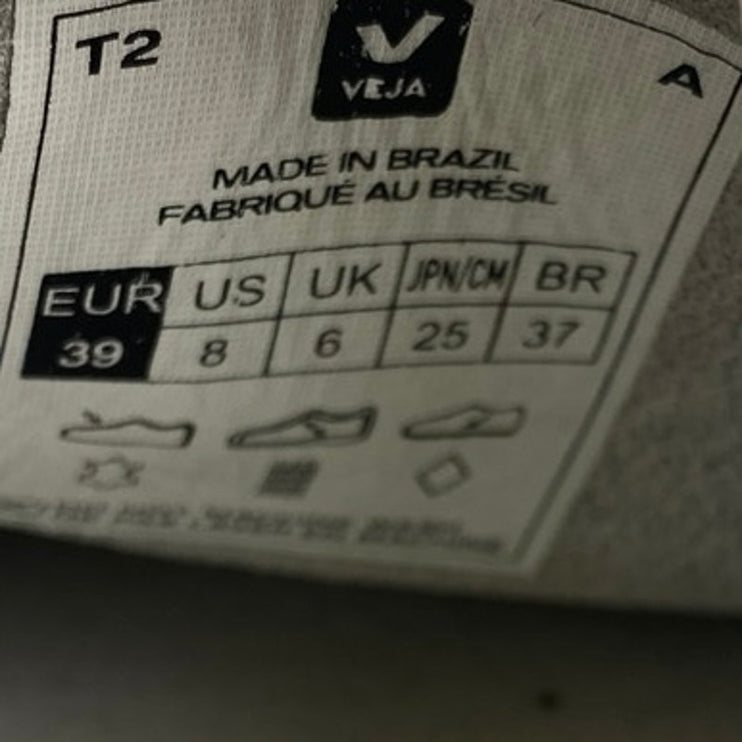 T2
VEJA
A
MADE IN BRAZIL
FABRIQUÉ AU BRÉSIL
EUR US UK JPN/CM BR
39 8 6 25 37